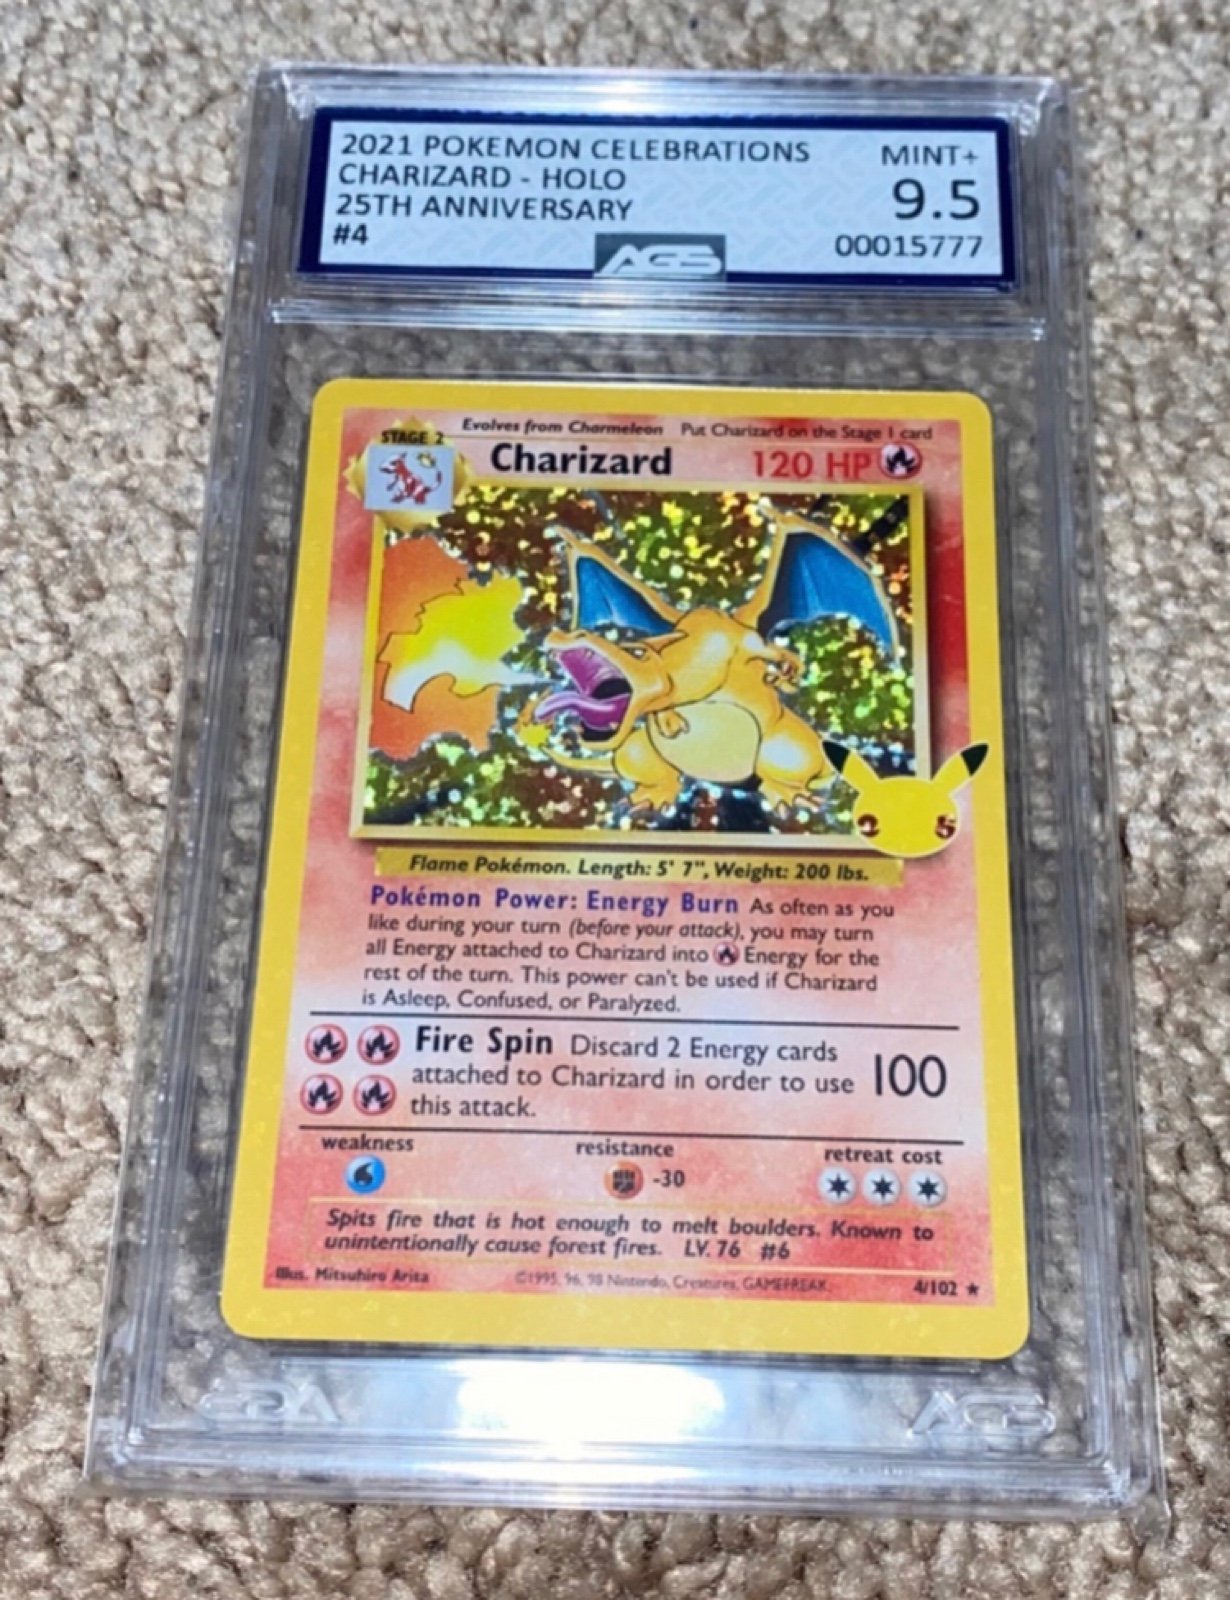 2021 POKEMON CELEBRATIONS MINT+
CHARIZARD - HOLO 9.5
25TH ANNIVERSARY
#4 AGS 00015777
Evolves from Charmeleon Put Charizard on the Stage 1 card
STAGE 2
Charizard 120 HP
2 5
Flame Pokémon. Length: 5' 7", Weight: 200 lbs.
Pokémon Power: Energy Burn As often as you
like during your turn (before your attack), you may turn
all Energy attached to Charizard into Energy for the
rest of the turn. This power can't be used if Charizard
is Asleep, Confused, or Paralyzed.
Fire Spin Discard 2 Energy cards
attached to Charizard in order to use 100
this attack.
weakness resistance retreat cost
-30
Spits fire that is hot enough to melt boulders. Known to
unintentionally cause forest fires. LV. 76 #6
Illus. Mitsuhiro Arita ©1995, 96, 98 Nintendo, Creatures, GAMEFREAK. 4/102 ★
AGS